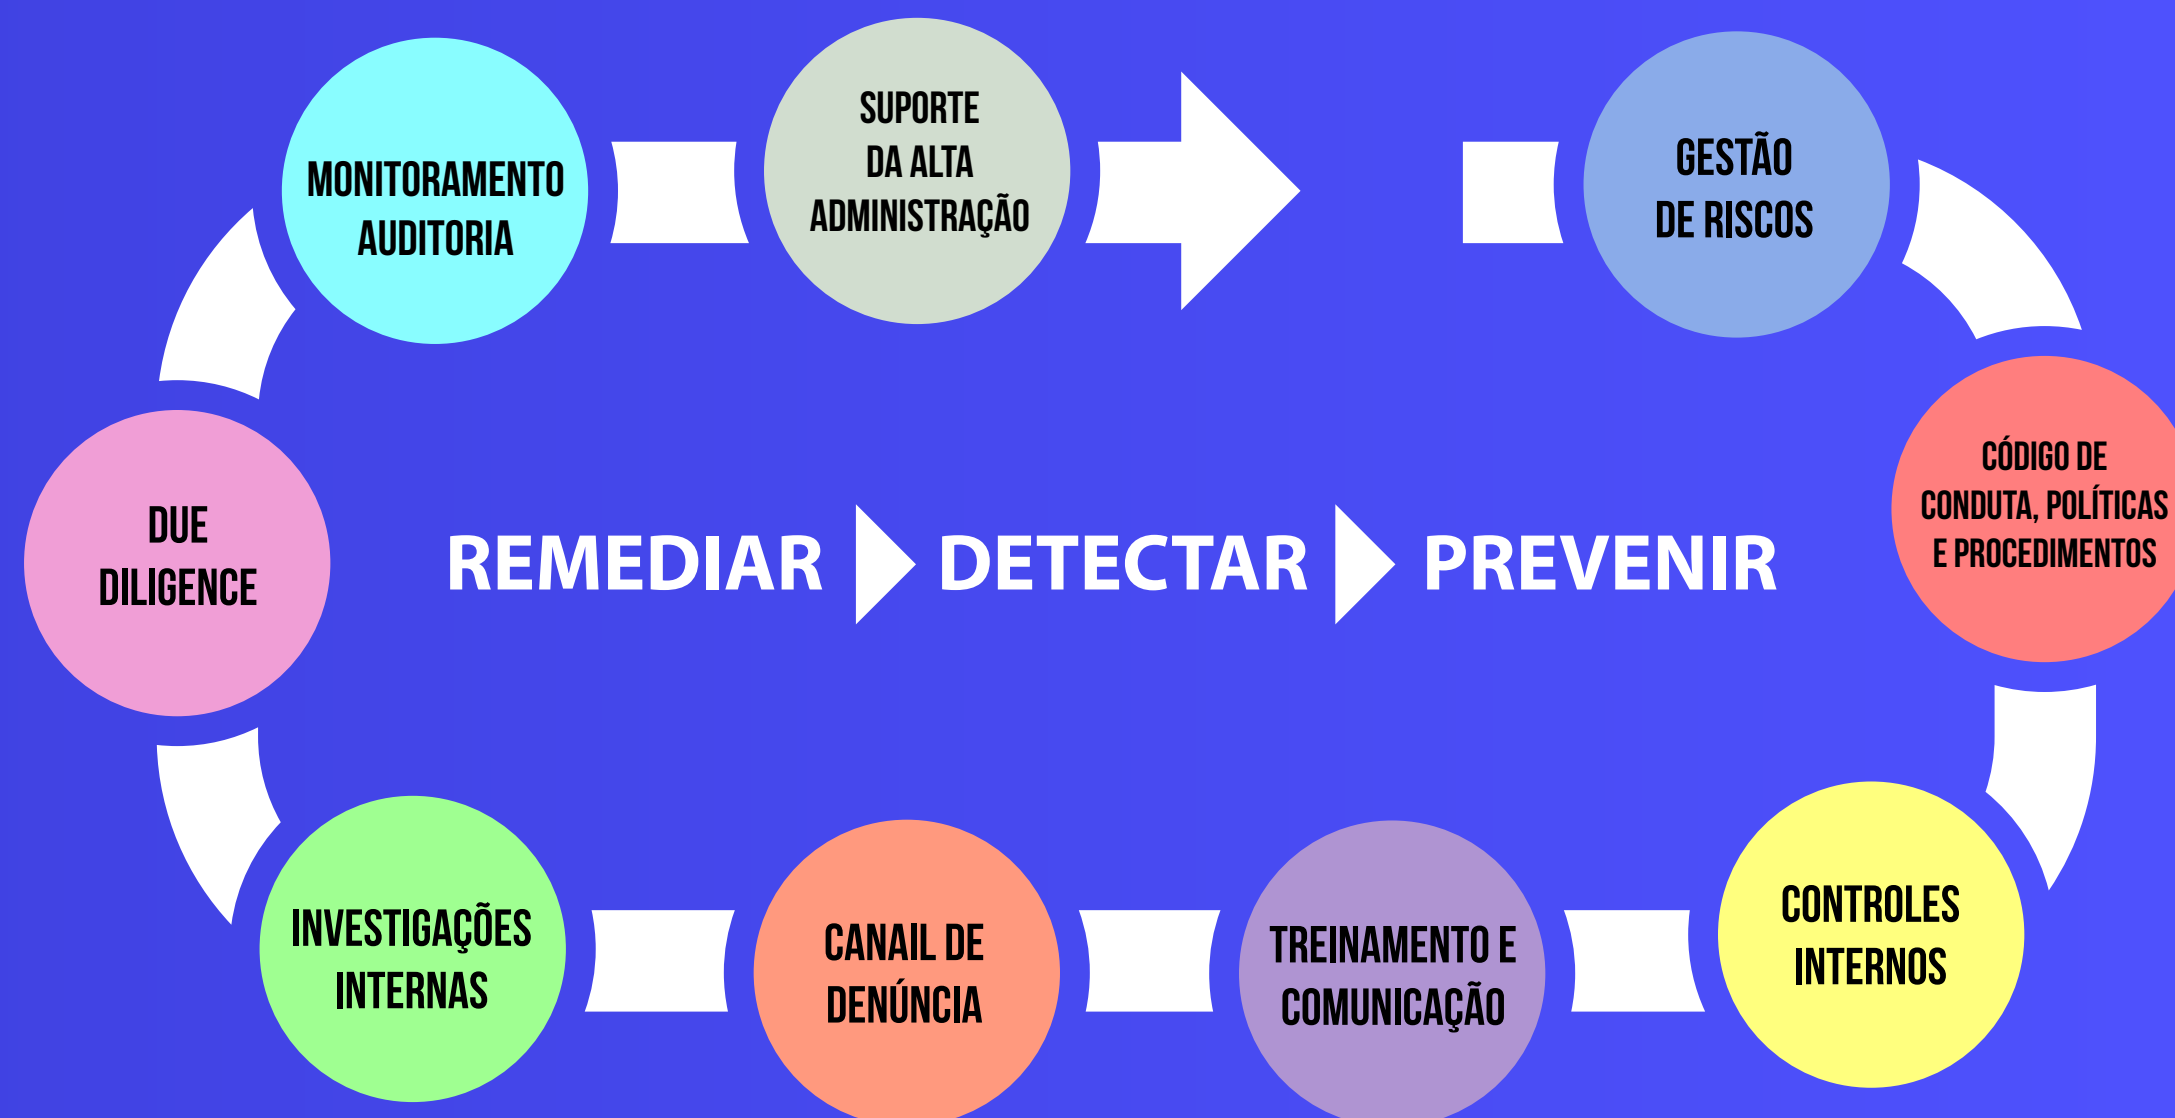 MONITORAMENTO
AUDITORIA
SUPORTE
DA ALTA
ADMINISTRAÇÃO
GESTÃO
DE RISCOS
CÓDIGO DE
CONDUTA, POLÍTICAS
E PROCEDIMENTOS
DUE
DILIGENCE
REMEDIAR DETECTAR PREVENIR
INVESTIGAÇÕES
INTERNAS
CANAIL DE
DENÚNCIA
TREINAMENTO E
COMUNICAÇÃO
CONTROLES
INTERNOS